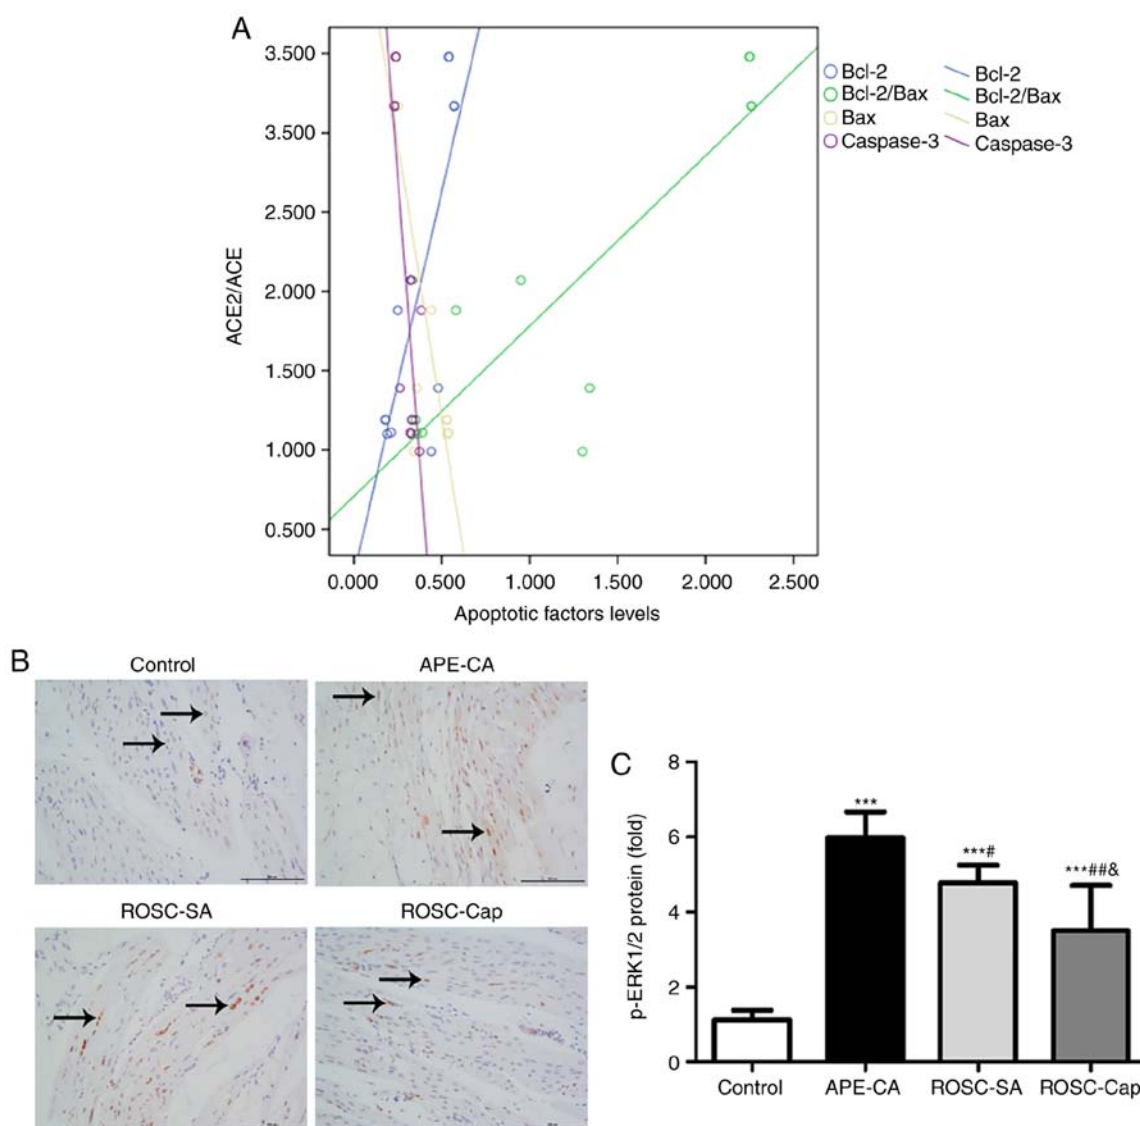 A
3.500
3.500
2.500
2.000
1.500
1.000
0.500
ACE2/ACE
0.000 0.500 1.000 1.500 2.000 2.500
Apoptotic factors levels
Bcl-2 Bcl-2
Bcl-2/Bax Bcl-2/Bax
Bax Bax
Caspase-3 Caspase-3
B
Control APE-CA
ROSC-SA ROSC-Cap
C
8
6
4
2
0
p-ERK1/2 protein (fold)
***
***#
***##&
Control APE-CA ROSC-SA ROSC-Cap